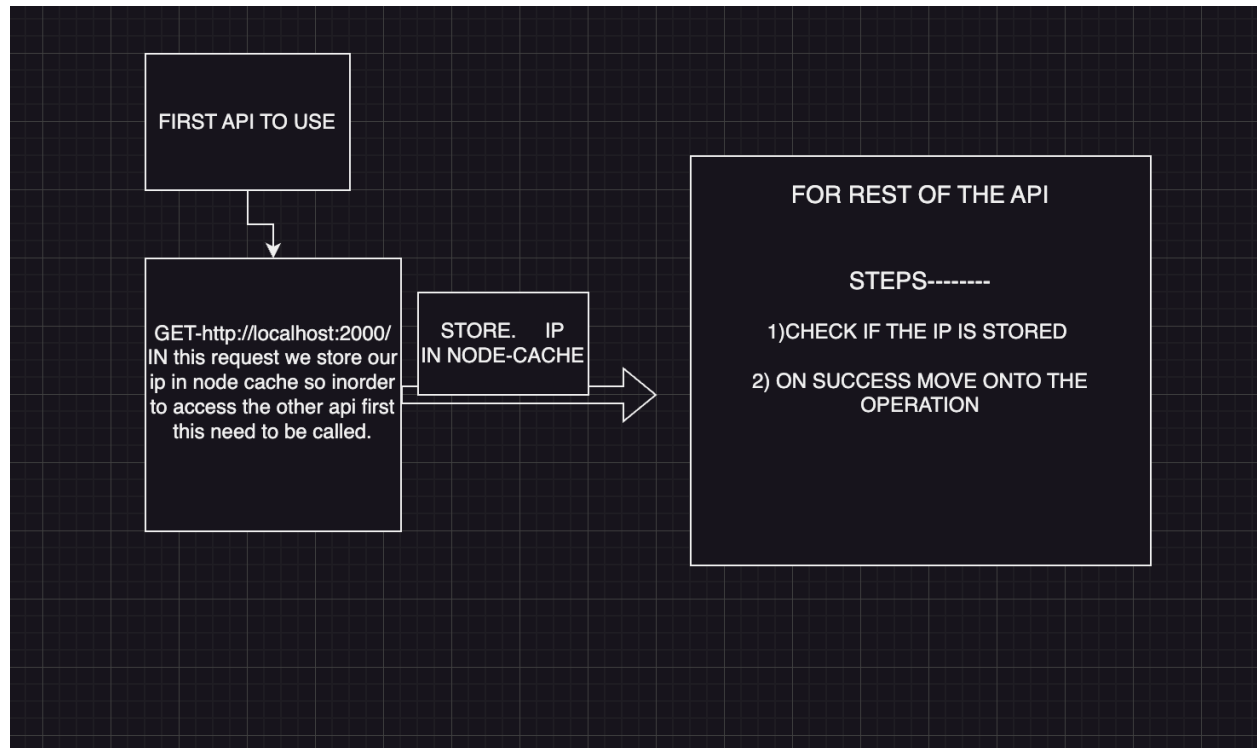 FIRST API TO USE
GET-http://localhost:2000/
IN this request we store our
ip in node cache so inorder
to access the other api first
this need to be called.
STORE. IP
IN NODE-CACHE
FOR REST OF THE API
STEPS--------
1)CHECK IF THE IP IS STORED
2) ON SUCCESS MOVE ONTO THE
OPERATION